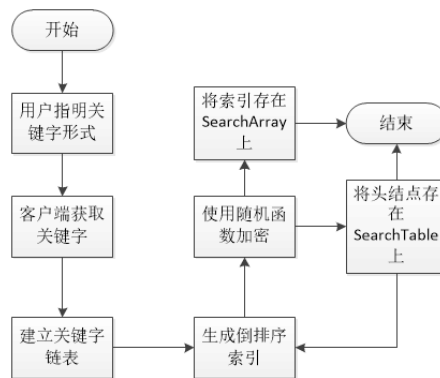 开始
用户指明关
键字形式
客户端获取
关键字
建立关键字
链表
生成倒排序
索引
使用随机函
数加密
将索引存在
SearchArray
上
将头结点存
在
SearchTable
上
结束